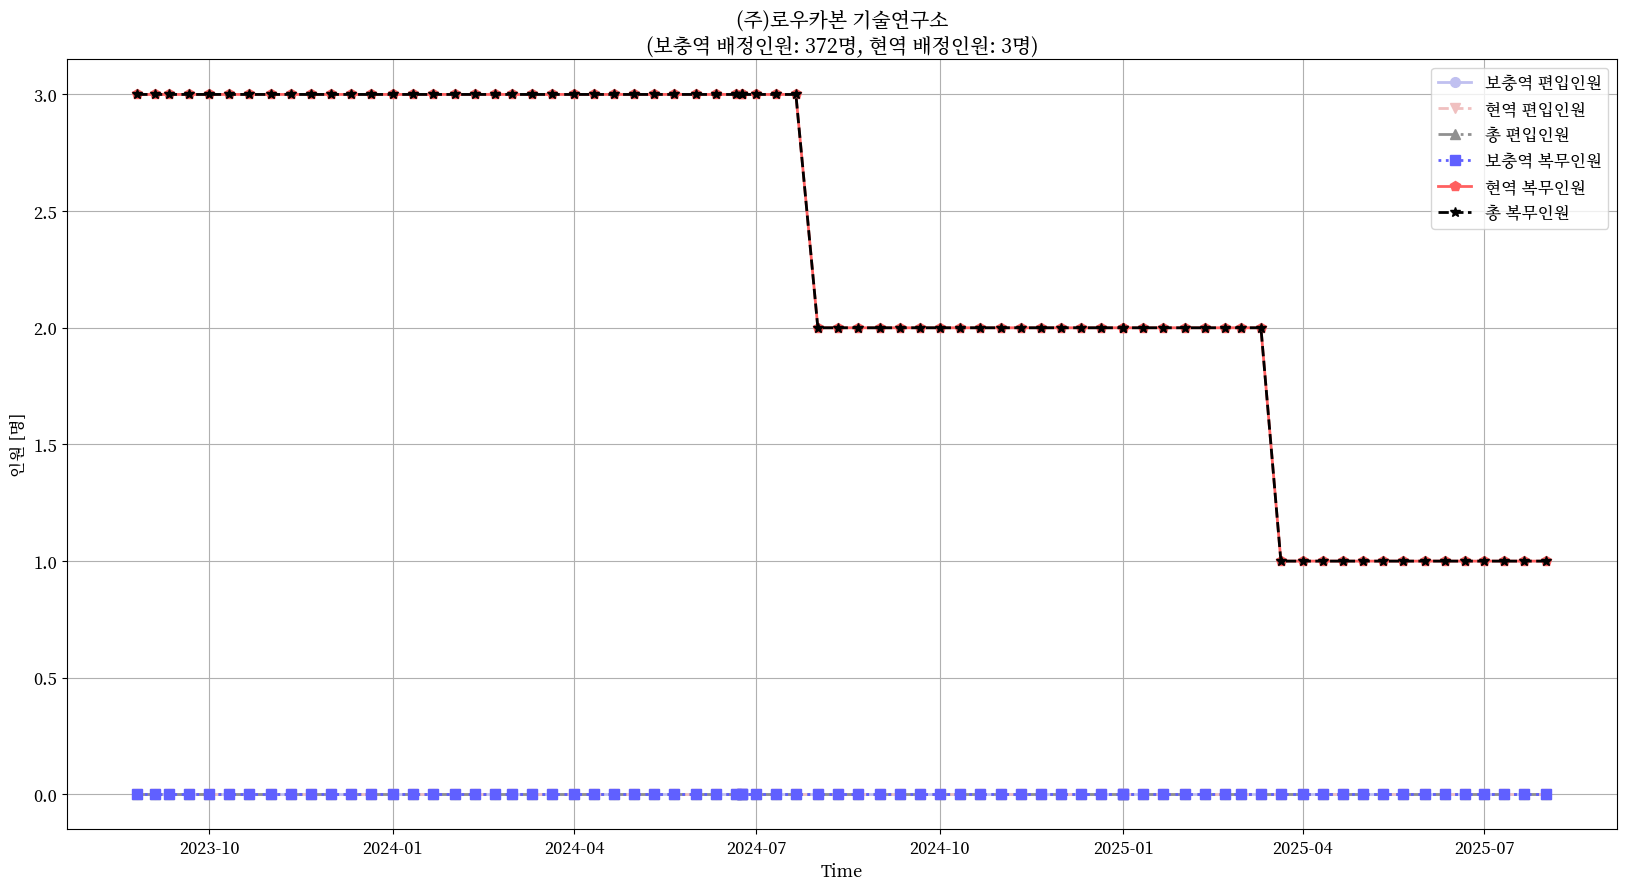 (주)로우카본 기술연구소
(보충역 배정인원: 372명, 현역 배정인원: 3명)
보충역 편입인원
현역 편입인원
총 편입인원
보충역 복무인원
현역 복무인원
총 복무인원
3.0
2.5
2.0
1.5
1.0
0.5
0.0
인원 [명]
2023-10
2024-01
2024-04
2024-07
2024-10
2025-01
2025-04
2025-07
Time